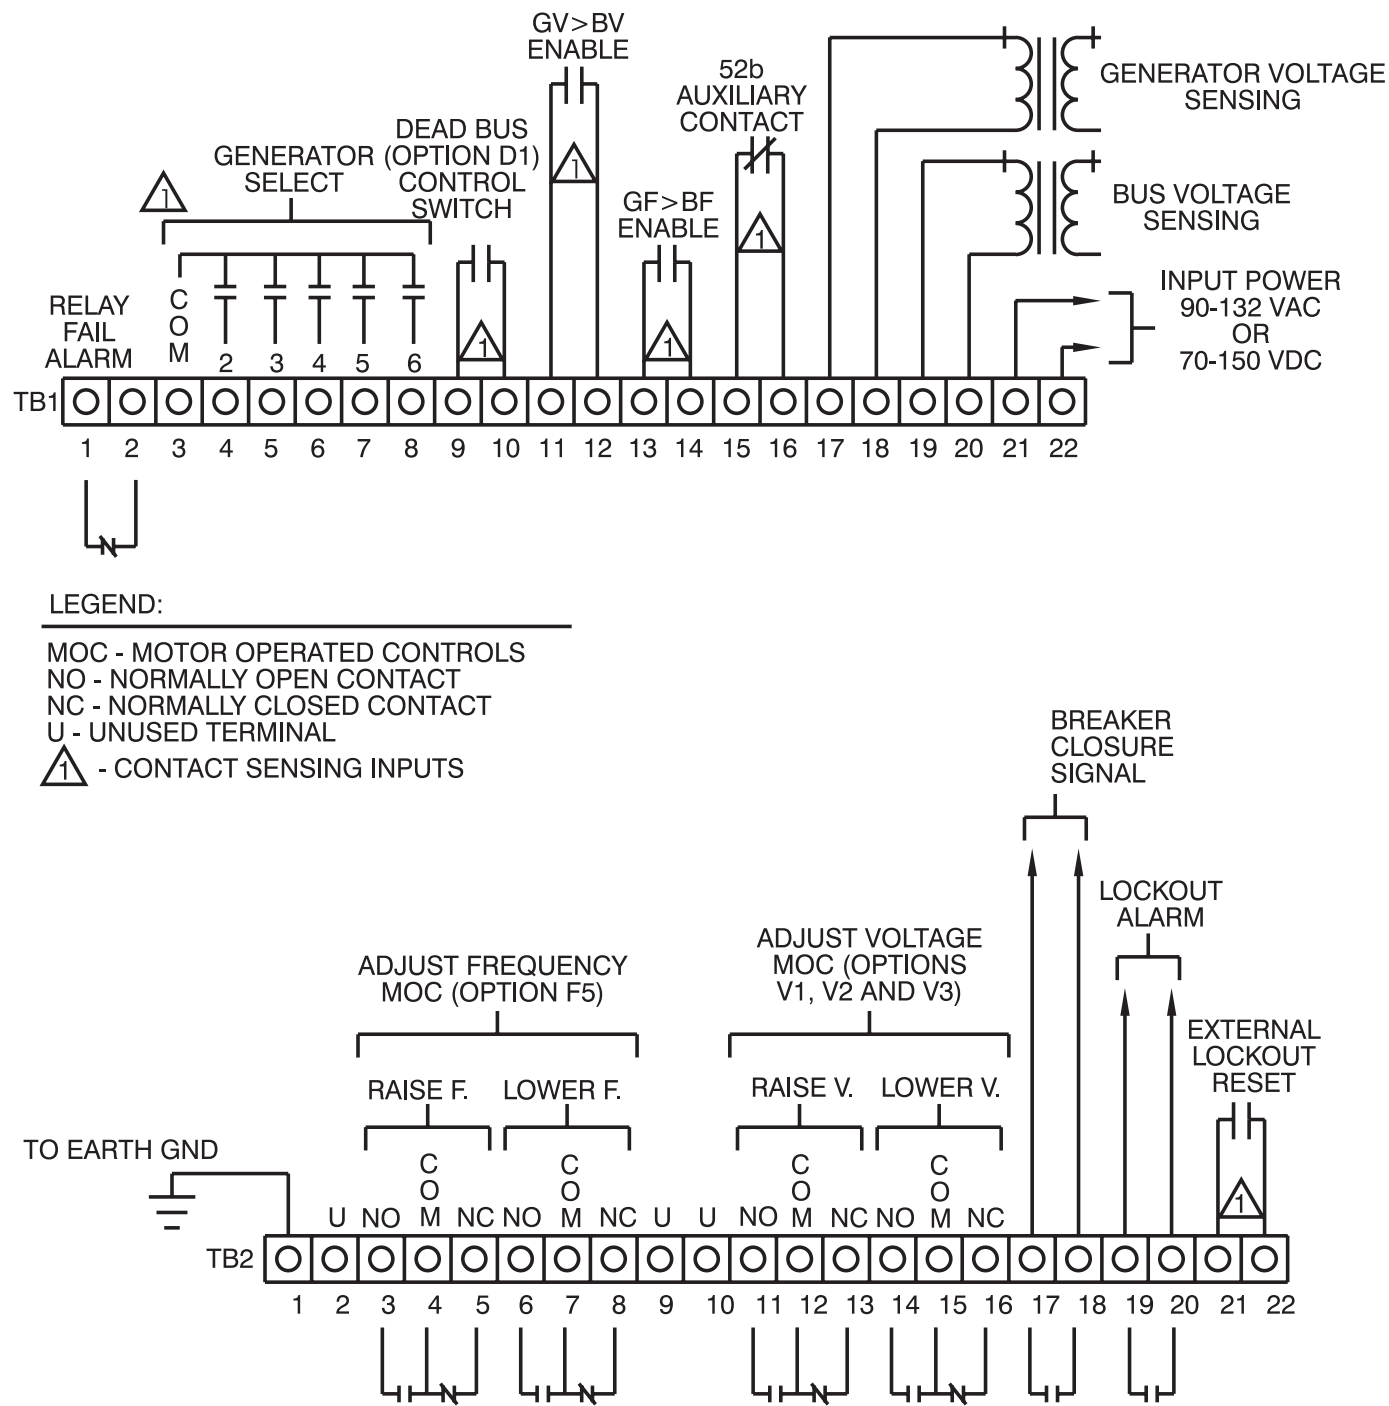 GV>BV
ENABLE
52b
AUXILIARY
CONTACT
GENERATOR VOLTAGE
SENSING
DEAD BUS
(OPTION D1)
CONTROL
SWITCH
GENERATOR
SELECT
1
1
GF>BF
ENABLE
1
BUS VOLTAGE
SENSING
INPUT POWER
90-132 VAC
OR
70-150 VDC
RELAY
FAIL
ALARM
COM
2 3 4 5 6
1
1
TB1
1 2 3 4 5 6 7 8 9 10 11 12 13 14 15 16 17 18 19 20 21 22
LEGEND:
MOC - MOTOR OPERATED CONTROLS
NO - NORMALLY OPEN CONTACT
NC - NORMALLY CLOSED CONTACT
U - UNUSED TERMINAL
1 - CONTACT SENSING INPUTS
BREAKER
CLOSURE
SIGNAL
LOCKOUT
ALARM
ADJUST FREQUENCY
MOC (OPTION F5)
ADJUST VOLTAGE
MOC (OPTIONS
V1, V2 AND V3)
EXTERNAL
LOCKOUT
RESET
RAISE F. LOWER F.
RAISE V. LOWER V.
TO EARTH GND
U NO COM NC NO COM NC U U NO COM NC NO COM NC
1
TB2
1 2 3 4 5 6 7 8 9 10 11 12 13 14 15 16 17 18 19 20 21 22